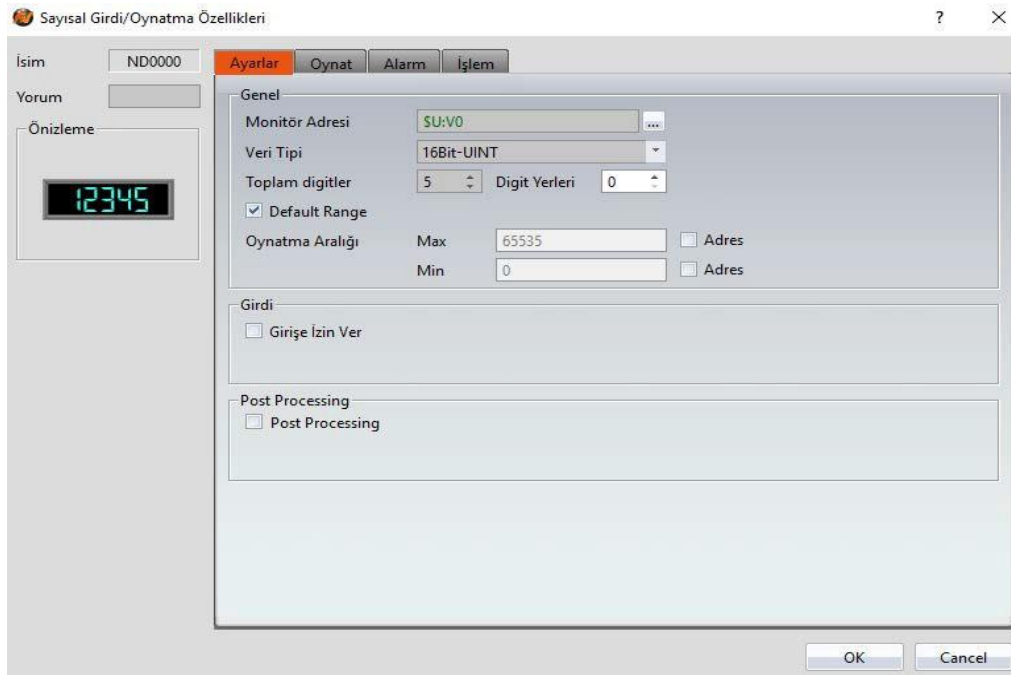 Sayısal Girdi/Oynatma Özellikleri ?
İsim ND0000
Yorum
Önizleme
12345
Ayarlar Oynat Alarm İşlem
Genel
Monitör Adresi $U:V0 ...
Veri Tipi 16Bit-UINT
Toplam digitler 5 Digit Yerleri 0
Default Range
Oynatma Aralığı Max 65535 Adres
Min 0 Adres
Girdi
Girişe İzin Ver
Post Processing
Post Processing
OK Cancel